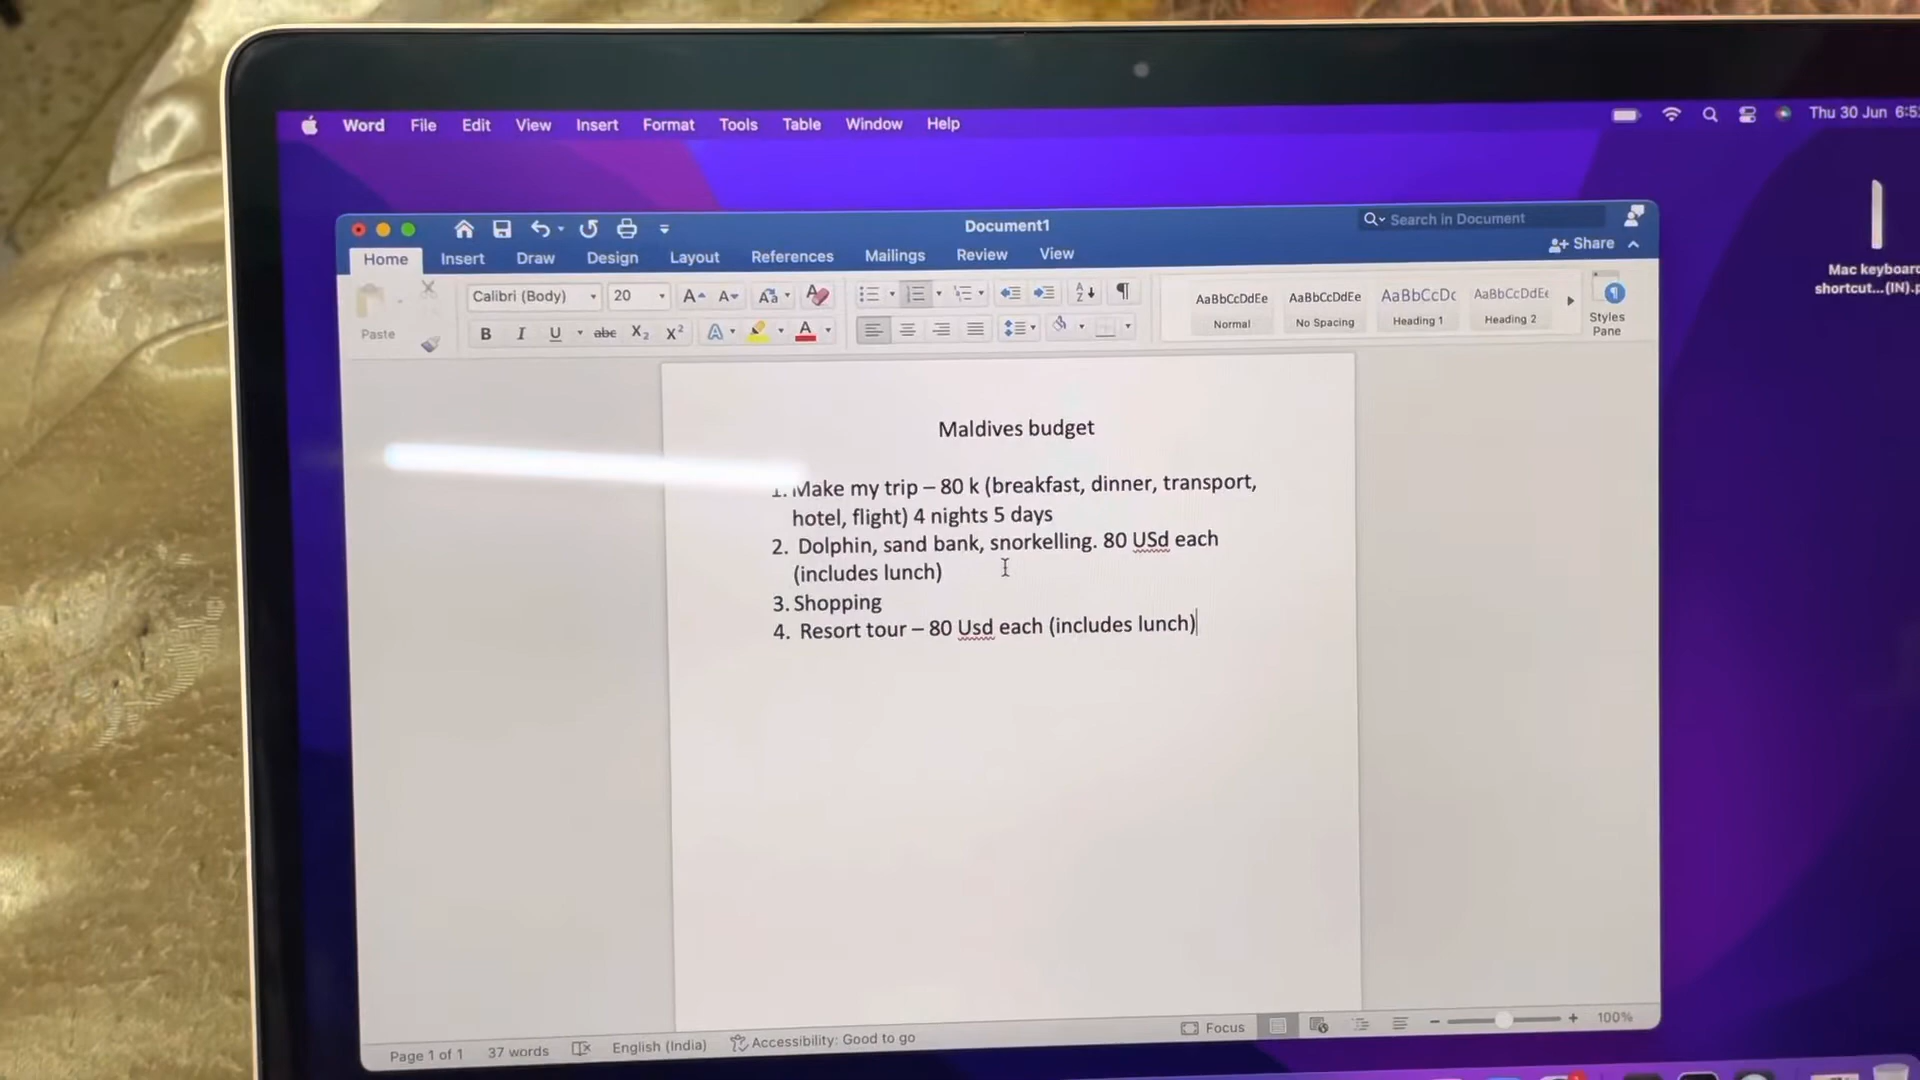 Word File Edit View Insert Format Tools Table Window Help Thu 30 Jun
Document1 Search in Document
Home Insert Draw Design Layout References Mailings Review View Share
Paste Calibri (Body) 20
AaBbCcDdEe AaBbCcDdEe AaBbCcDc AaBbCcDdEe
Normal No Spacing Heading 1 Heading 2 Styles Pane
Mac keyboard
shortcut...(IN).p
Maldives budget
1. Make my trip – 80 k (breakfast, dinner, transport,
hotel, flight) 4 nights 5 days
2. Dolphin, sand bank, snorkelling. 80 USd each
(includes lunch)
3. Shopping
4. Resort tour – 80 Usd each (includes lunch)
Page 1 of 1 37 words English (India) Accessibility: Good to go Focus 100%